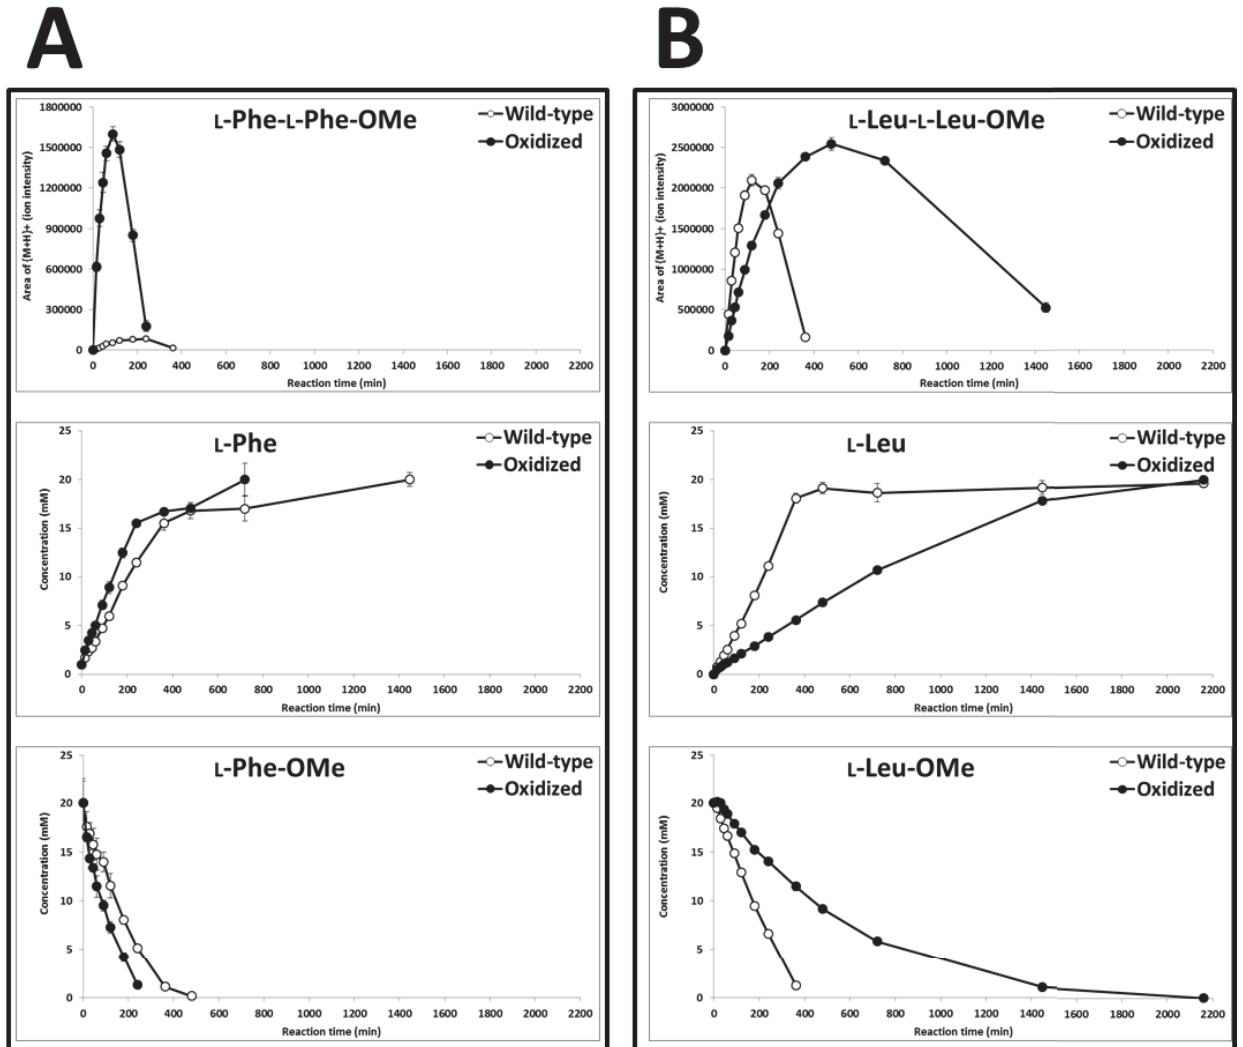 A
B
L-Phe-L-Phe-OMe
Wild-type
Oxidized
1800000
1500000
1200000
900000
600000
300000
0
Area of {M+H}+ (ion intensity)
0 200 400 600 800 1000 1200 1400 1600 1800 2000 2200
Reaction time (min)
L-Leu-L-Leu-OMe
Wild-type
Oxidized
3000000
2500000
2000000
1500000
1000000
500000
0
Area of {M+H}+ (ion intensity)
0 200 400 600 800 1000 1200 1400 1600 1800 2000 2200
Reaction time (min)
L-Phe
Wild-type
Oxidized
25
20
15
10
5
0
Concentration (mM)
0 200 400 600 800 1000 1200 1400 1600 1800 2000 2200
Reaction time (min)
L-Leu
Wild-type
Oxidized
25
20
15
10
5
0
Concentration (mM)
0 200 400 600 800 1000 1200 1400 1600 1800 2000 2200
Reaction time (min)
L-Phe-OMe
Wild-type
Oxidized
25
20
15
10
5
0
Concentration (mM)
0 200 400 600 800 1000 1200 1400 1600 1800 2000 2200
Reaction time (min)
L-Leu-OMe
Wild-type
Oxidized
25
20
15
10
5
0
Concentration (mM)
0 200 400 600 800 1000 1200 1400 1600 1800 2000 2200
Reaction time (min)